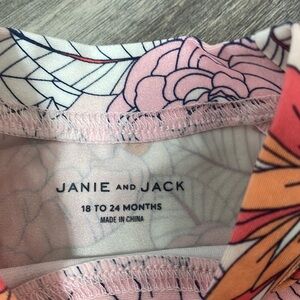 JANIE AND JACK
18 TO 24 MONTHS
MADE IN CHINA